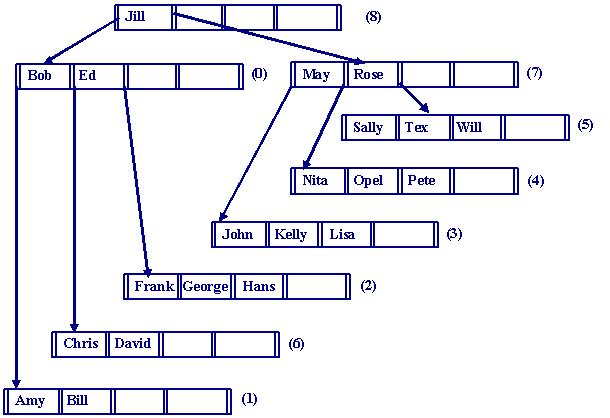 Jill (8)
Bob Ed (0)
May Rose (7)
Sally Tex Will (5)
Nita Opel Pete (4)
John Kelly Lisa (3)
Frank George Hans (2)
Chris David (6)
Amy Bill (1)